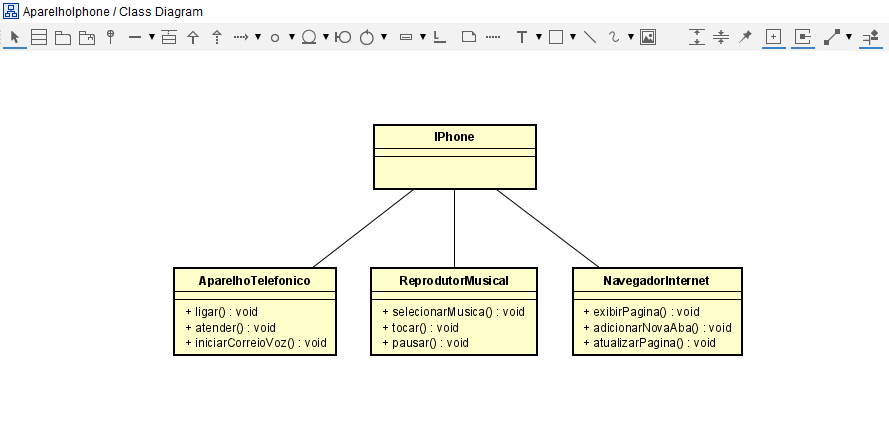 AparelhoIphone / Class Diagram
IPhone
AparelhoTelefonico
+ ligar() : void
+ atender() : void
+ iniciarCorreioVoz() : void
ReprodutorMusical
+ selecionarMusica() : void
+ tocar() : void
+ pausar() : void
NavegadorInternet
+ exibirPagina() : void
+ adicionarNovaAba() : void
+ atualizarPagina() : void